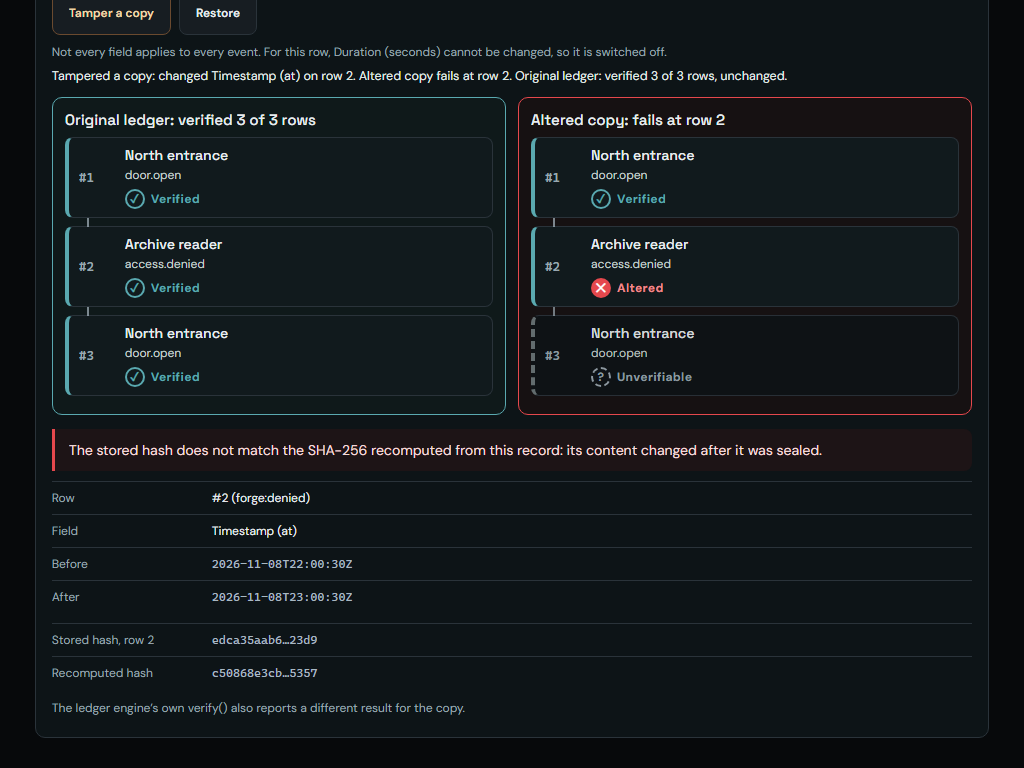 Tamper a copy
Restore
Not every field applies to every event. For this row, Duration (seconds) cannot be changed, so it is switched off.
Tampered a copy: changed Timestamp (at) on row 2. Altered copy fails at row 2. Original ledger: verified 3 of 3 rows, unchanged.
Original ledger: verified 3 of 3 rows
#1
North entrance
door.open
Verified
#2
Archive reader
access.denied
Verified
#3
North entrance
door.open
Verified
Altered copy: fails at row 2
#1
North entrance
door.open
Verified
#2
Archive reader
access.denied
Altered
#3
North entrance
door.open
? Unverifiable
The stored hash does not match the SHA-256 recomputed from this record: its content changed after it was sealed.
Row #2 (forge:denied)
Field Timestamp (at)
Before 2026-11-08T22:00:30Z
After 2026-11-08T23:00:30Z
Stored hash, row 2 edca35aab6…23d9
Recomputed hash c50868e3cb…5357
The ledger engine's own verify() also reports a different result for the copy.